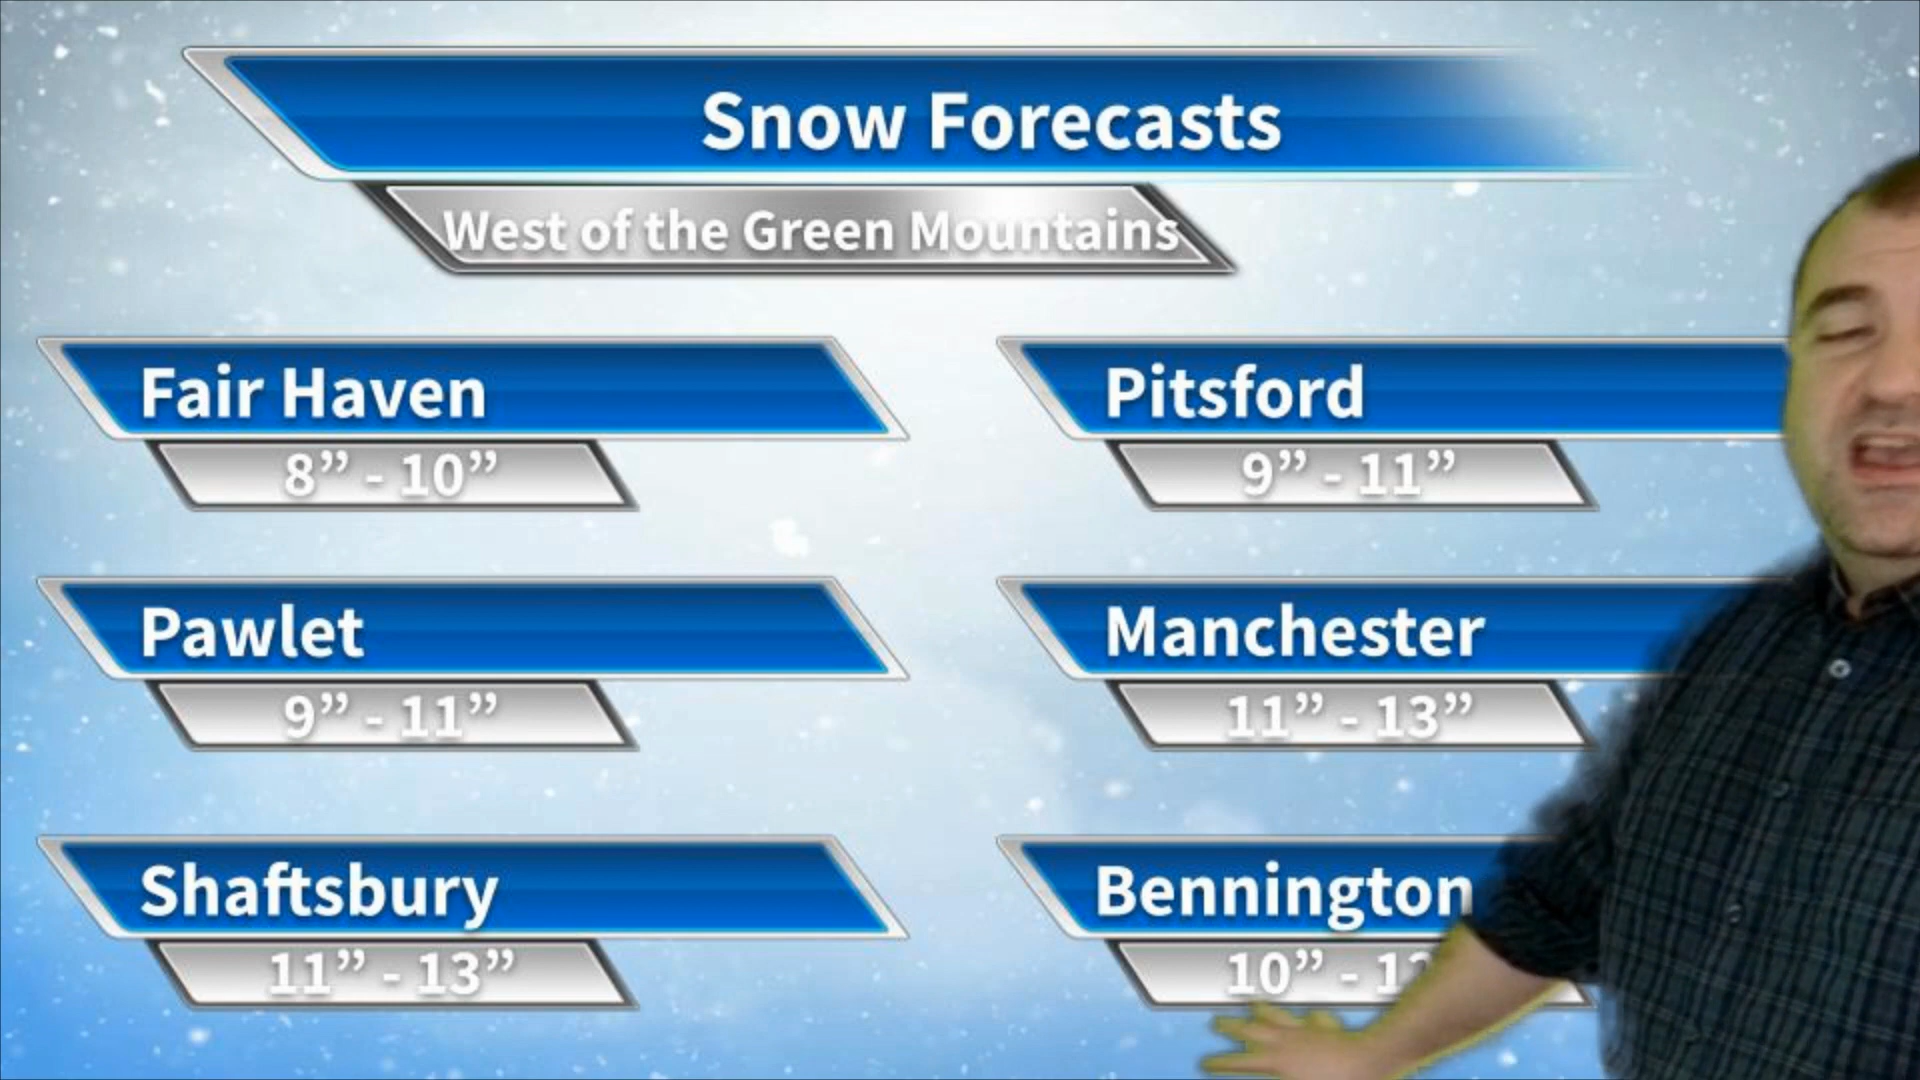 Snow Forecasts
West of the Green Mountains
Fair Haven
8” - 10”
Pitsford
9” - 11”
Pawlet
9” - 11”
Manchester
11” - 13”
Shaftsbury
11” - 13”
Bennington
10” -